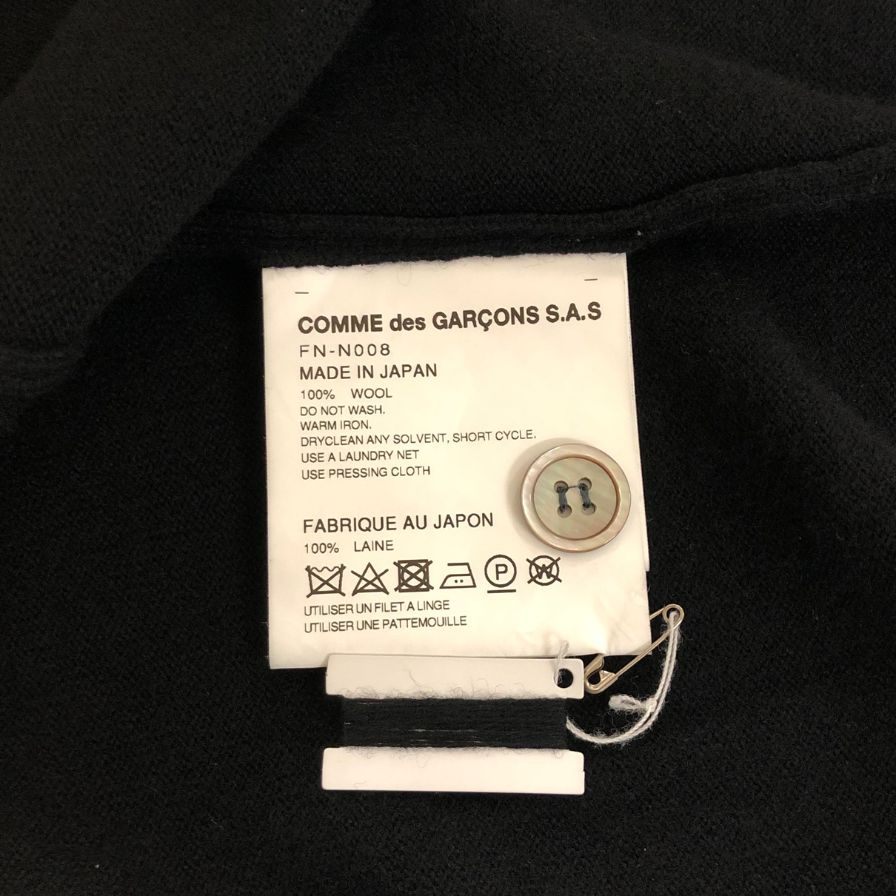 COMME des GARÇONS S.A.S
FN-N008
MADE IN JAPAN
100% WOOL
DO NOT WASH.
WARM IRON.
DRYCLEAN ANY SOLVENT, SHORT CYCLE.
USE A LAUNDRY NET
USE PRESSING CLOTH
FABRIQUE AU JAPON
100% LAINE
P W
UTILISER UN FILET A LINGE
UTILISER UNE PATTEMOUILLE